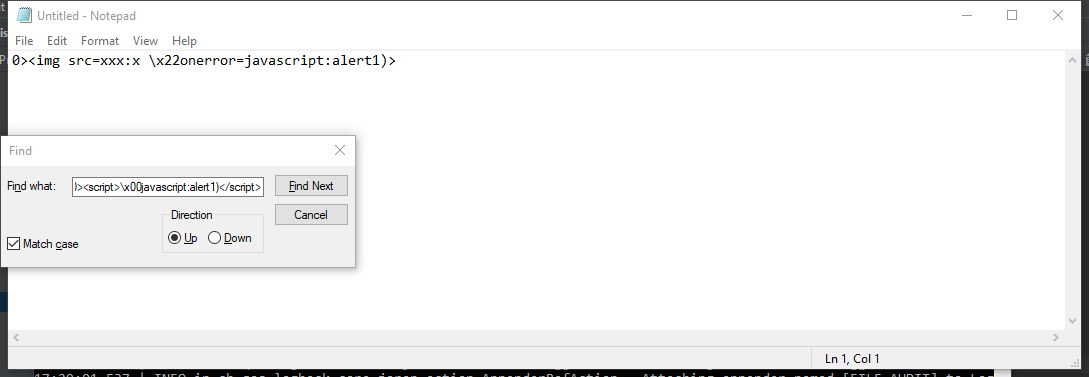 Untitled - Notepad
File Edit Format View Help
0><img src=xxx:x \x22onerror=javascript:alert1)>
Find
Find what: )><script>\x00javascript:alert1)</script>
Find Next
Direction
Cancel
Up Down
Match case
Ln 1, Col 1